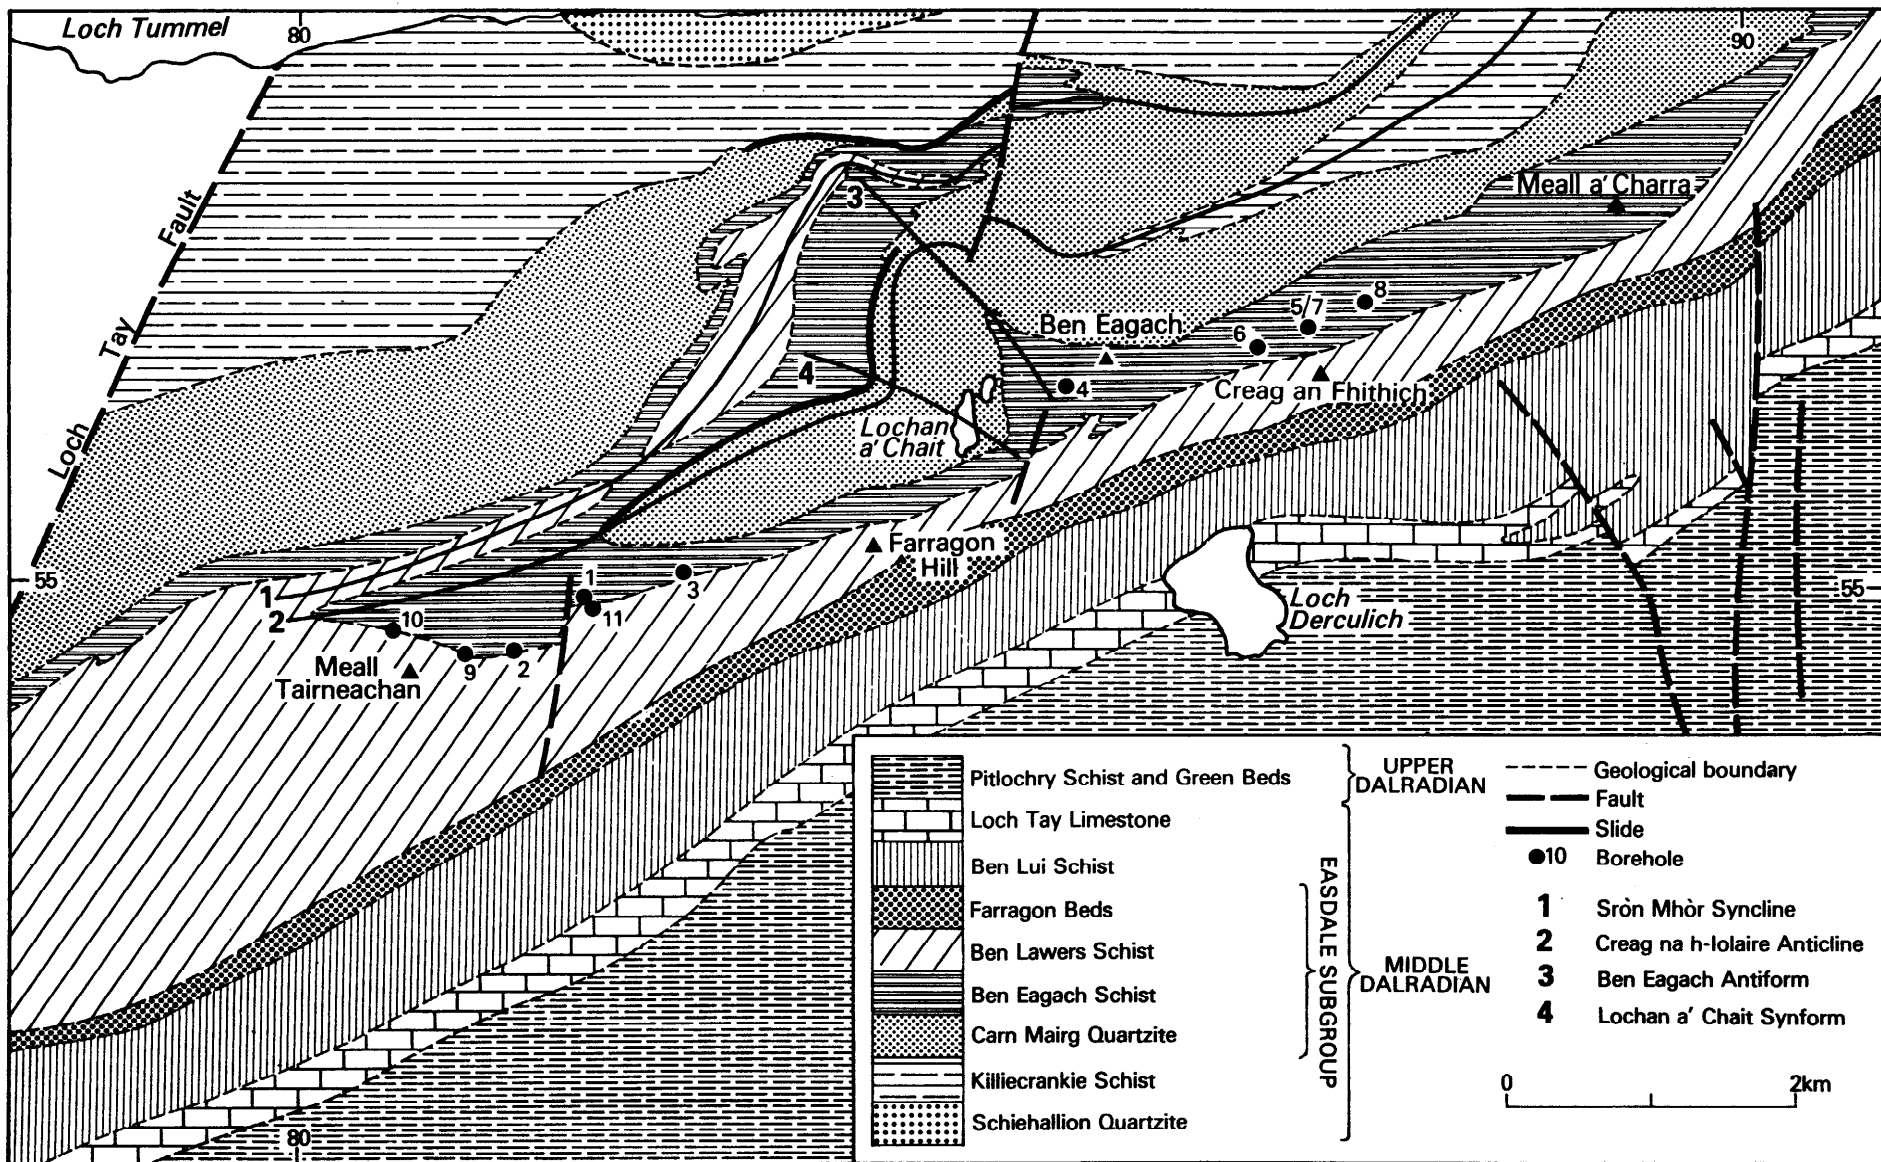 Loch Tummel
80
90
Loch Tay Fault
3
Meall a' Charra
8
5/7
6
Ben Eagach
4
4
Creag an Fhithich
Lochan
a' Chait
Farragon
Hill
55
1
2
1
11
3
10
9
2
Meall
Tairneachan
Loch
Derculich
55
80
Pitlochry Schist and Green Beds
Loch Tay Limestone
Ben Lui Schist
Farragon Beds
Ben Lawers Schist
Ben Eagach Schist
Carn Mairg Quartzite
Killiecrankie Schist
Schiehallion Quartzite
EASDALE SUBGROUP
UPPER
DALRADIAN
MIDDLE
DALRADIAN
Geological boundary
Fault
Slide
10 Borehole
1 Sròn Mhòr Syncline
2 Creag na h-Iolaire Anticline
3 Ben Eagach Antiform
4 Lochan a' Chait Synform
0 2km